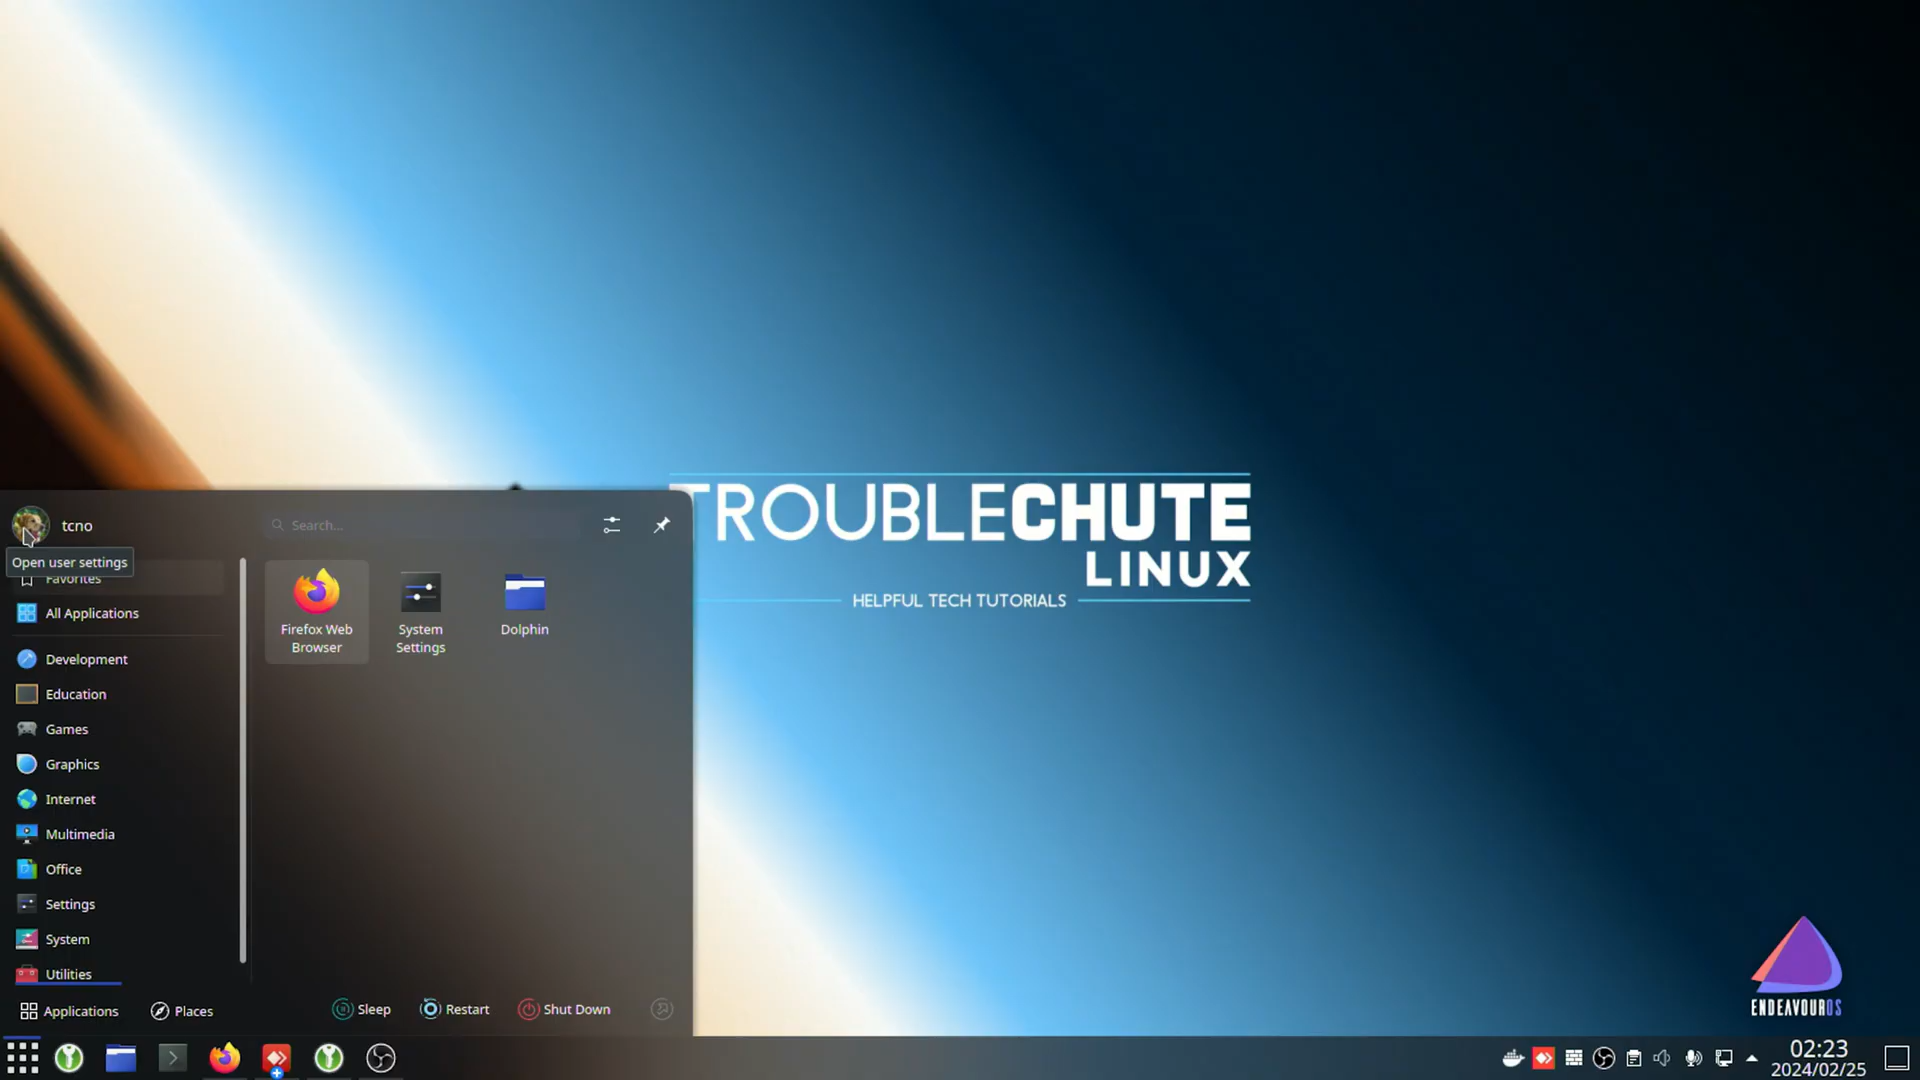 TROUBLECHUTE
LINUX
HELPFUL TECH TUTORIALS
tcno
Search...
Open user settings
Favorites
All Applications
Development
Education
Games
Graphics
Internet
Multimedia
Office
Settings
System
Utilities
Firefox Web
Browser
System
Settings
Dolphin
Applications
Places
Sleep
Restart
Shut Down
ENDEAVOUROS
02:23
2024/02/25